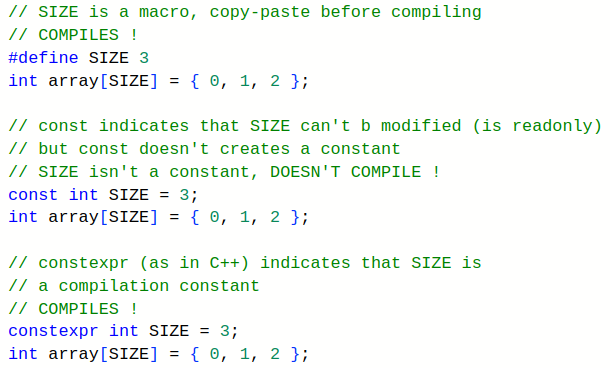 // SIZE is a macro, copy-paste before compiling
// COMPILES !
#define SIZE 3
int array[SIZE] = { 0, 1, 2 };
// const indicates that SIZE can't b modified (is readonly)
// but const doesn't creates a constant
// SIZE isn't a constant, DOESN'T COMPILE !
const int SIZE = 3;
int array[SIZE] = { 0, 1, 2 };
// constexpr (as in C++) indicates that SIZE is
// a compilation constant
// COMPILES !
constexpr int SIZE = 3;
int array[SIZE] = { 0, 1, 2 };